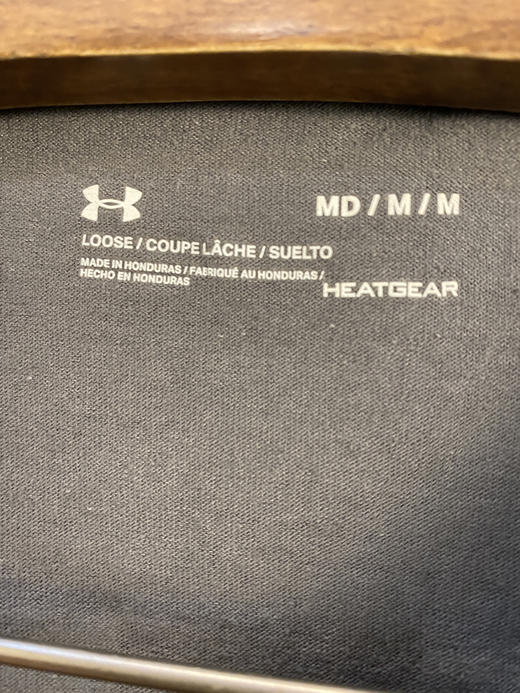 MD / M / M
LOOSE / COUPE LÂCHE / SUELTO
MADE IN HONDURAS / FABRIQUÉ AU HONDURAS /
HECHO EN HONDURAS
HEATGEAR